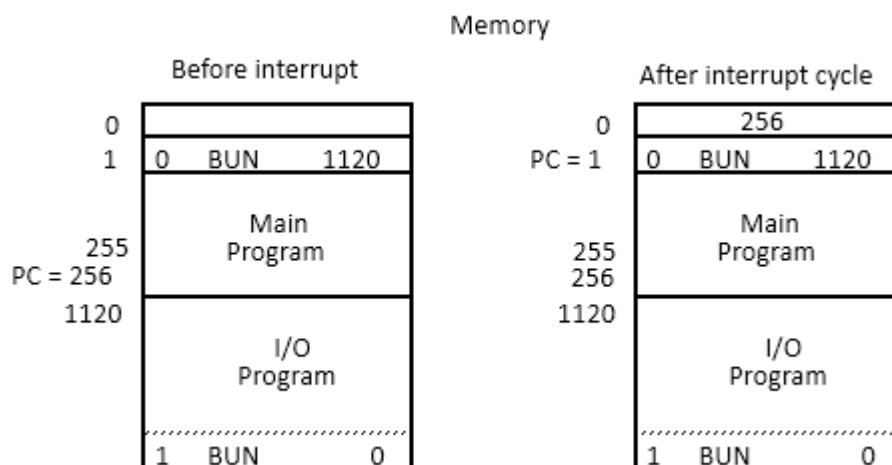 Memory
Before interrupt
0
1 0 BUN 1120
Main
Program
255
PC = 256
1120
I/O
Program
1 BUN 0
After interrupt cycle
0 256
PC = 1 0 BUN 1120
Main
Program
255
256
1120
I/O
Program
1 BUN 0